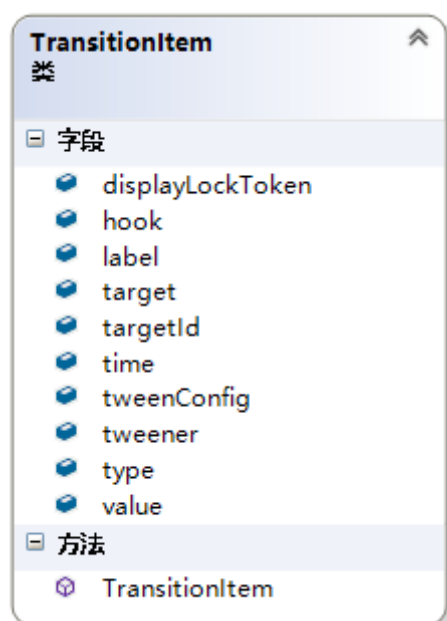 TransitionItem
类
字段
displayLockToken
hook
label
target
targetId
time
tweenConfig
tweener
type
value
方法
TransitionItem